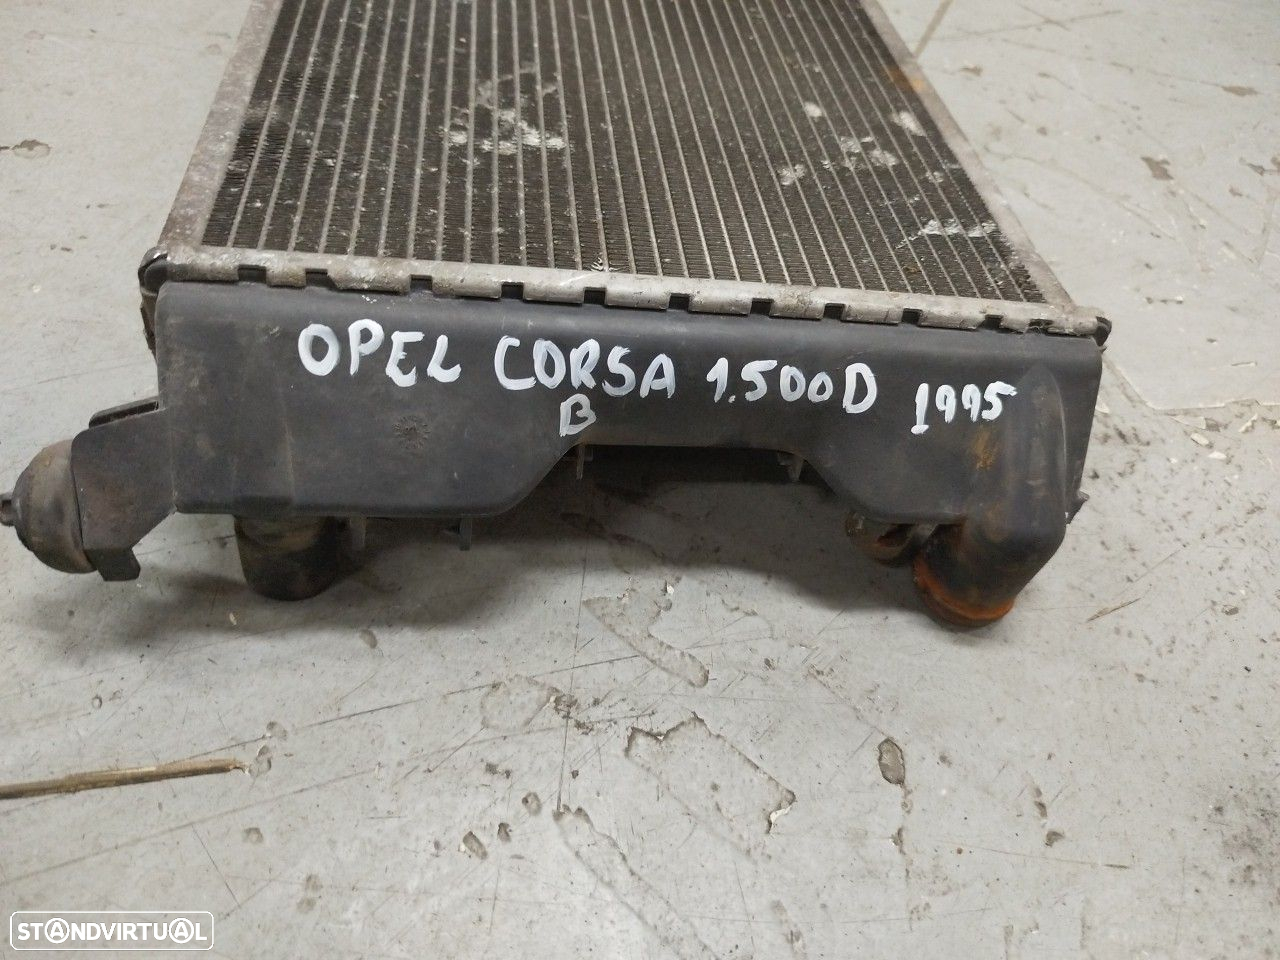 OPEL CORSA 1.500D 1995
B
STANDVIRTUAL